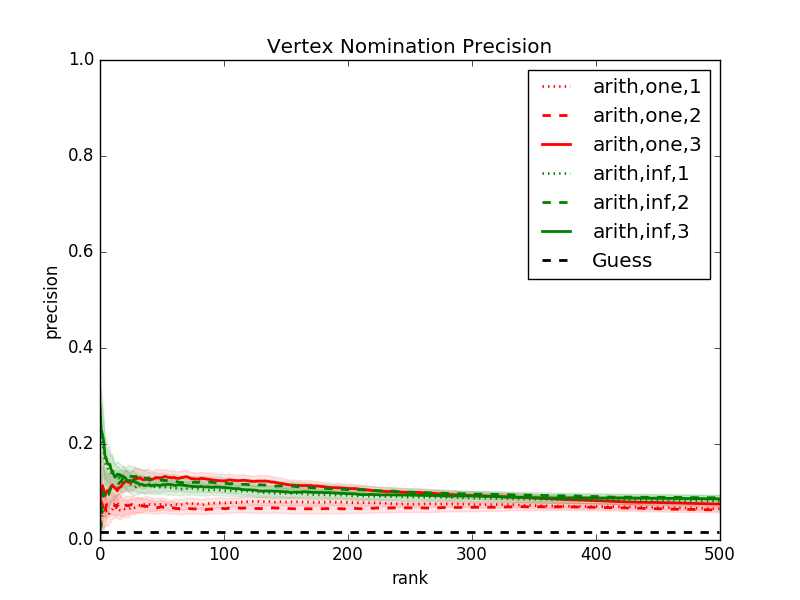 Vertex Nomination Precision
1.0
0.8
0.6
0.4
0.2
0.0
precision
arith,one,1
arith,one,2
arith,one,3
arith,inf,1
arith,inf,2
arith,inf,3
Guess
0 100 200 300 400 500
rank